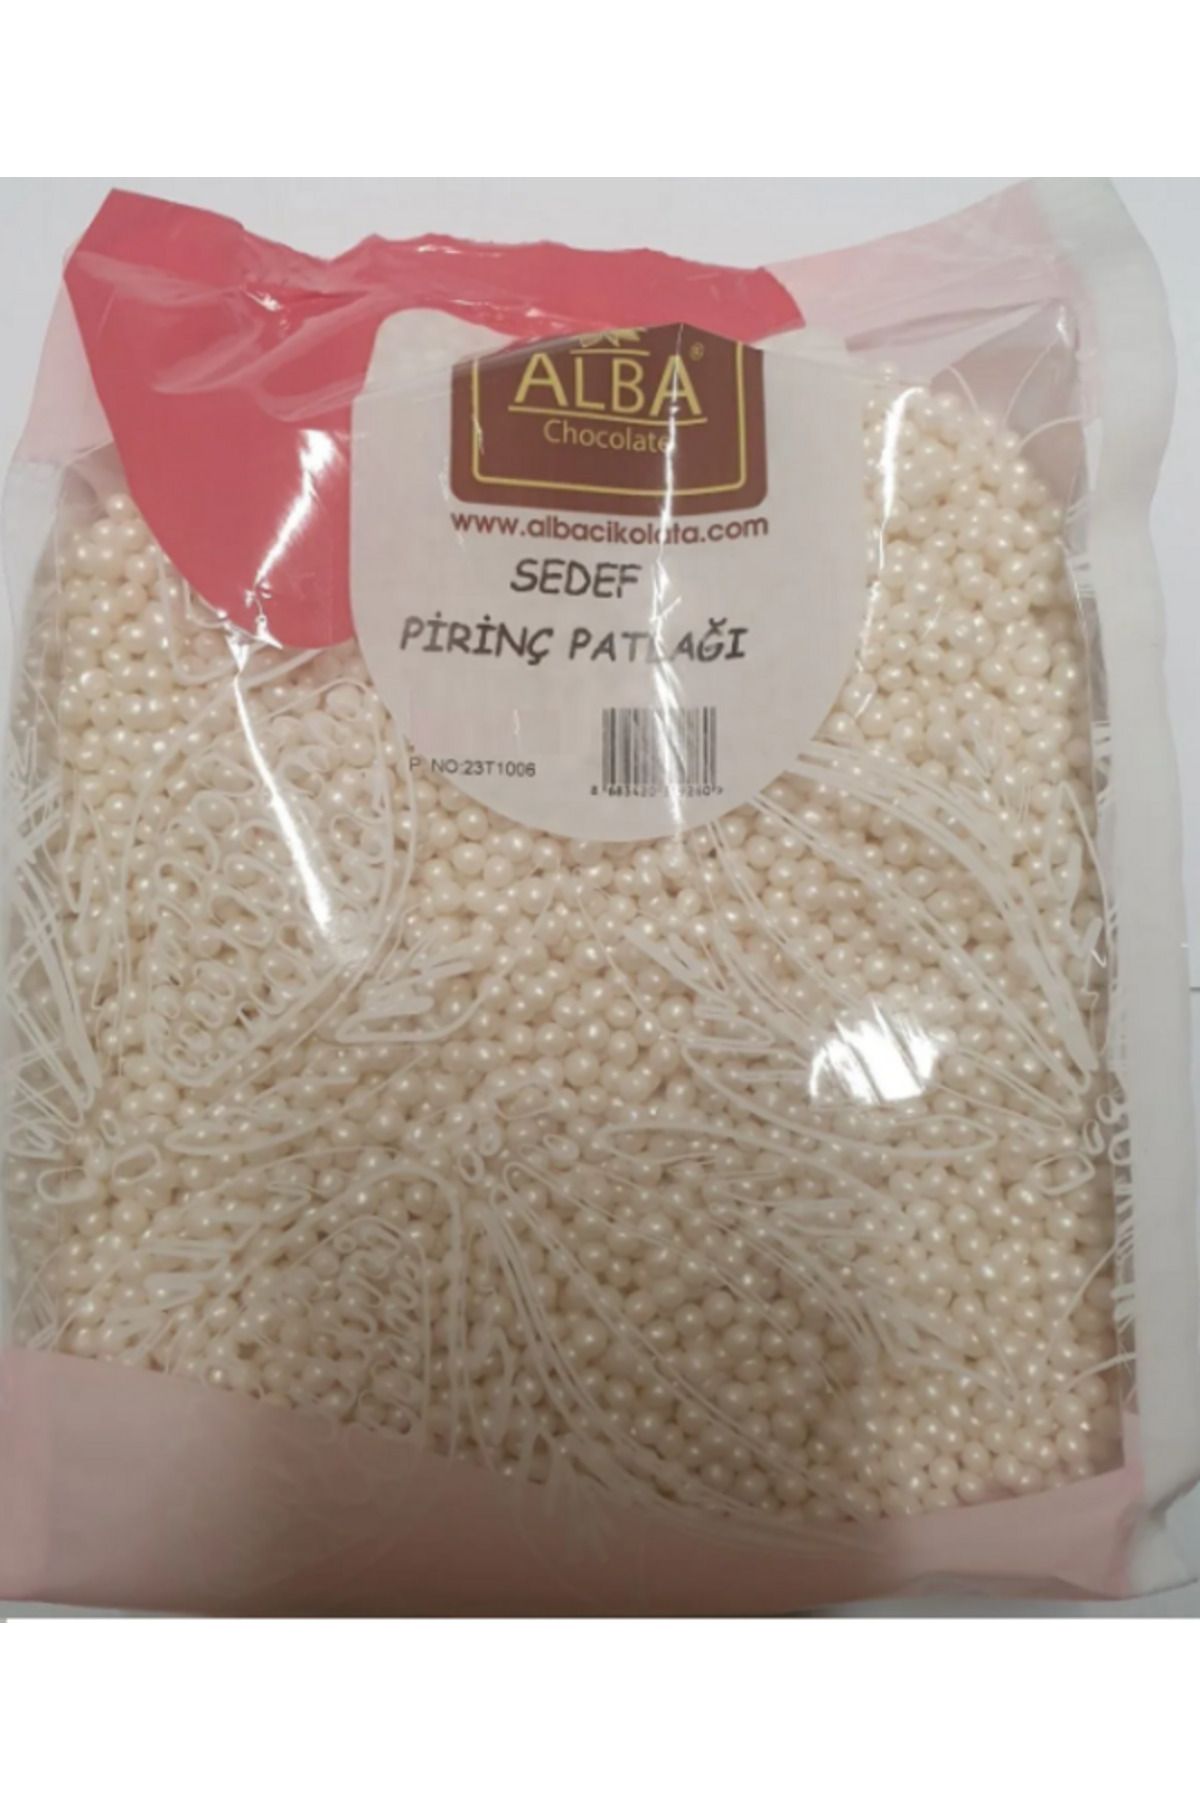 ALBA®
Chocolate
www.albacikolata.com
SEDEF
PİRİNÇ PATLAĞI
P. NO:23T1006